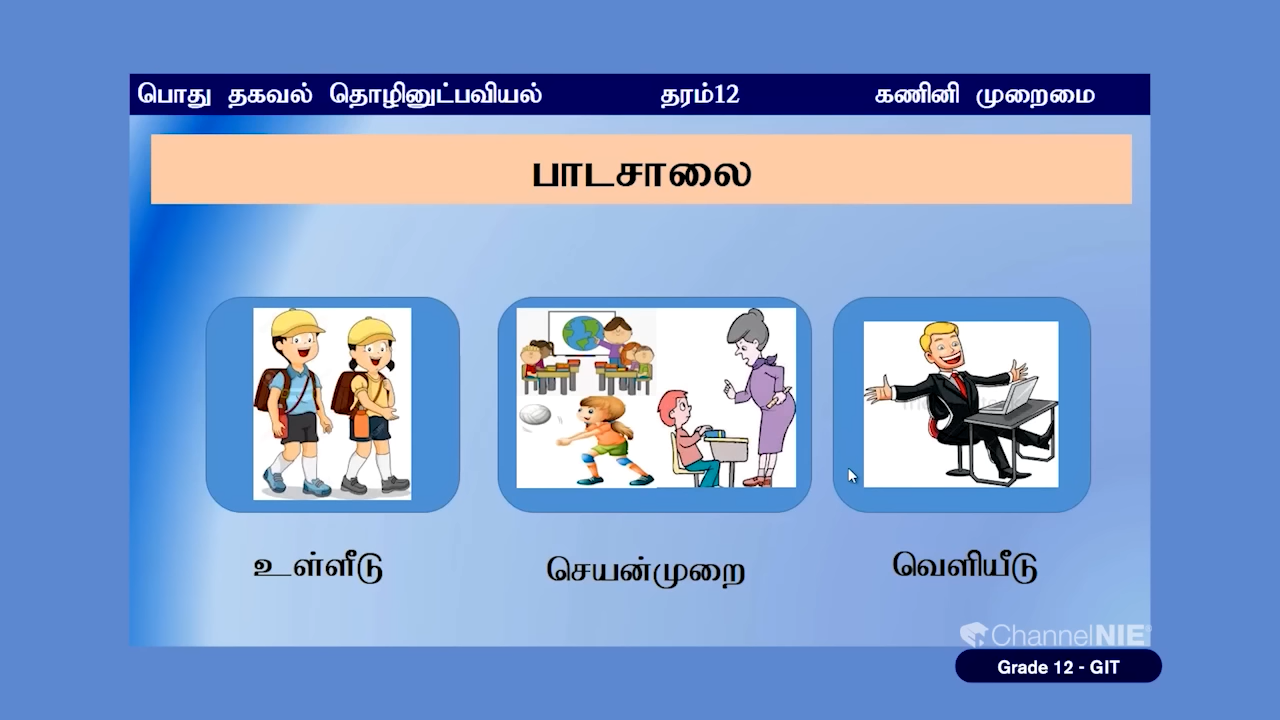 பொது தகவல் தொழினுட்பவியல் தரம்12 கணினி முறைமை
பாடசாலை
உள்ளீடு செயன்முறை வெளியீடு
ChannelNIE
Grade 12 - GIT